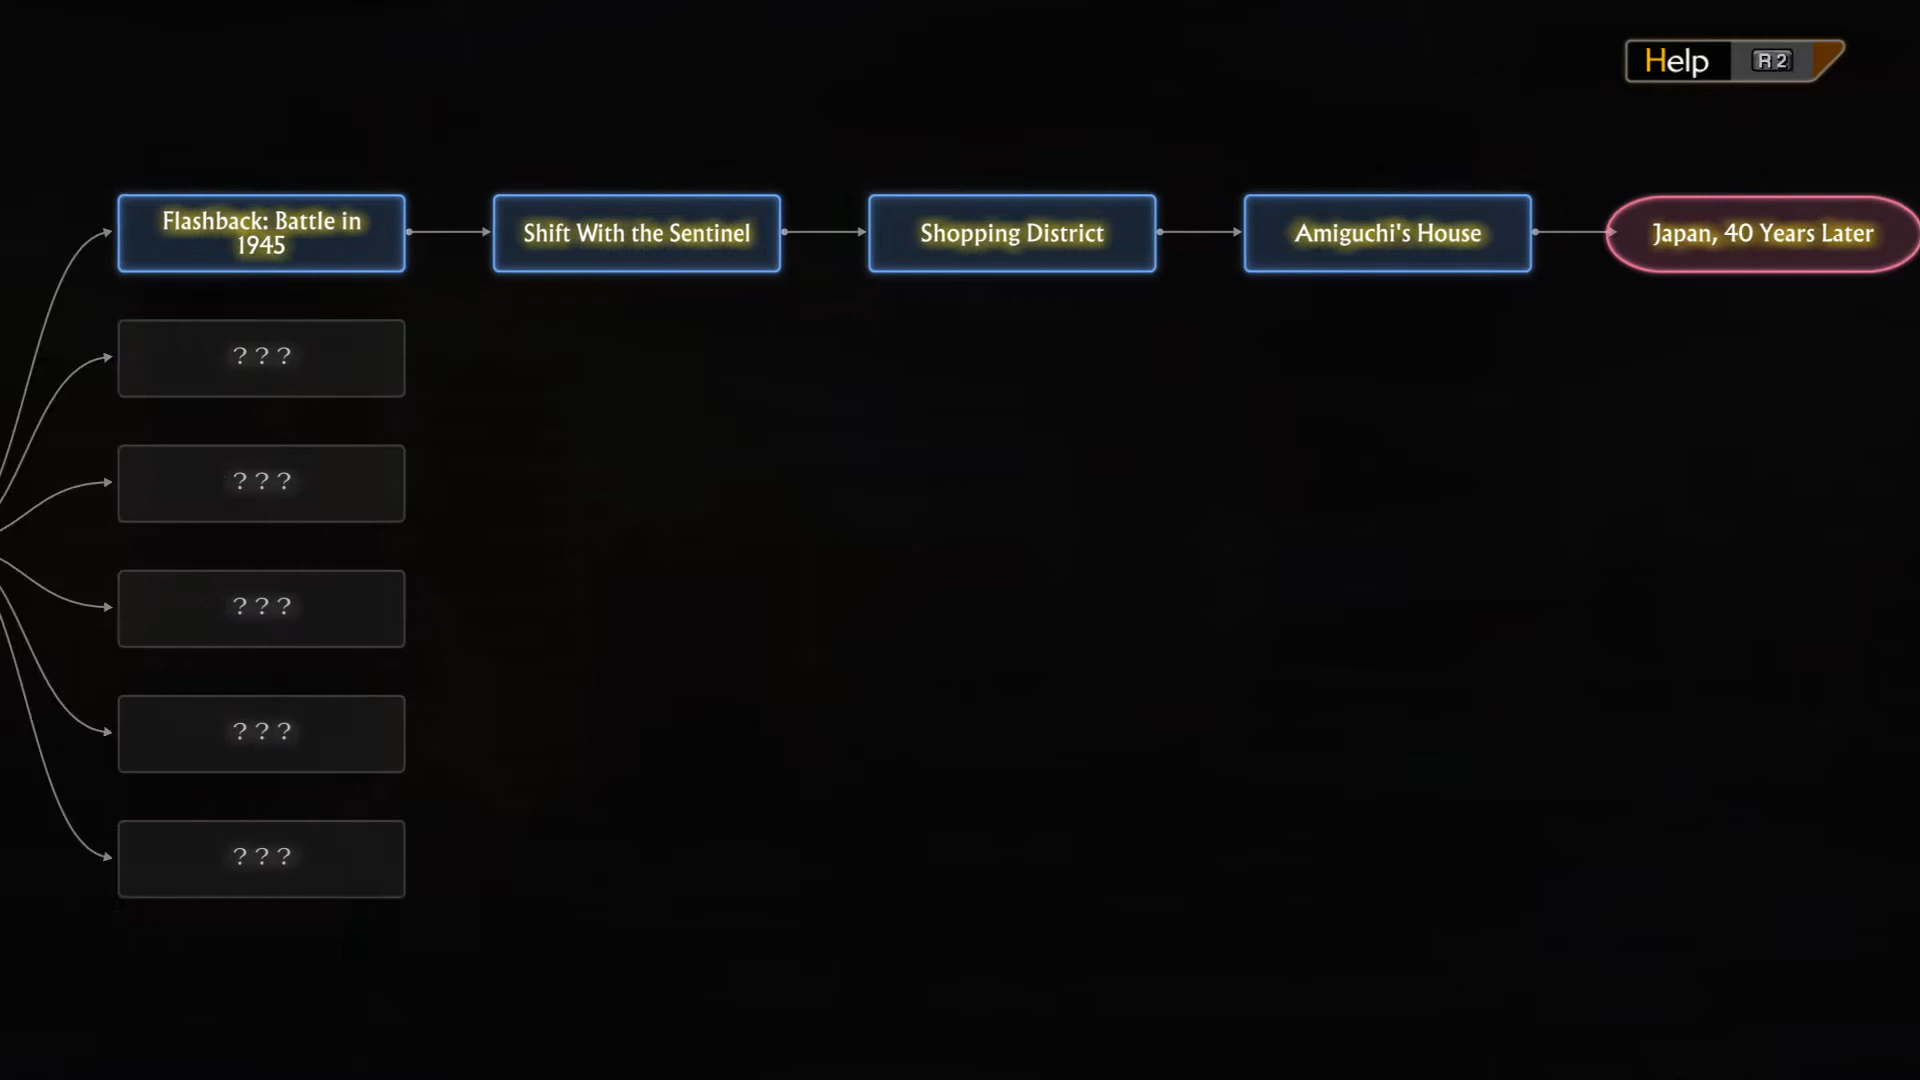 Help R2
Flashback: Battle in
1945
Shift With the Sentinel
Shopping District
Amiguchi's House
Japan, 40 Years Later
???
???
???
???
???